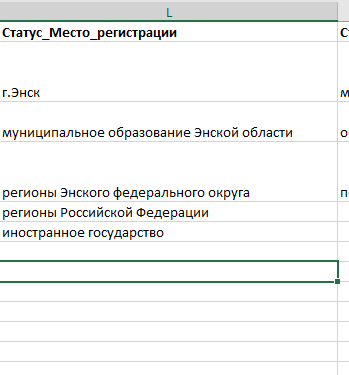 L
Статус_Место_регистрации
г.Энск
муниципальное образование Энской области
регионы Энского федерального округа
регионы Российской Федерации
иностранное государство